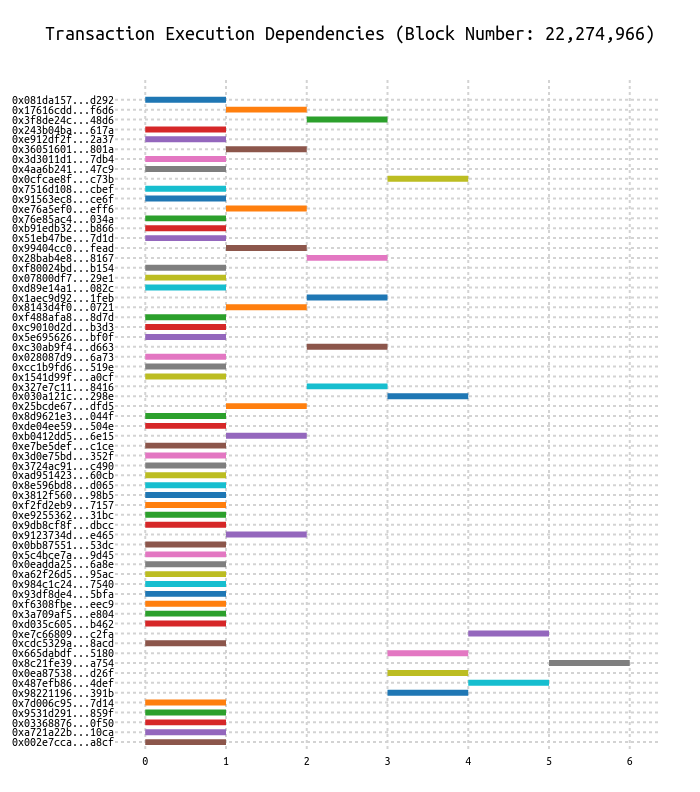 Transaction Execution Dependencies (Block Number: 22,274,966)
0x081da157...d292
0x17616cdd...f6d6
0x3f8de24c...48d6
0x243b04ba...617a
0xe912df2f...2a37
0x36051601...801a
0x3d3011d1...7db4
0x4aa6b241...47c9
0x0cfcae8f...c73b
0x7516d108...cbef
0x91563ec8...ce6f
0xe76a5ef0...eff6
0x76e85ac4...034a
0xb91edb32...b866
0x51eb47be...7d1d
0x99404cc0...fead
0x28bab4e8...8167
0xf80024bd...b154
0x07800df7...29e1
0xd89e14a1...082c
0x1aec9d92...1feb
0x8143d4f0...0721
0xf488afa8...8d7d
0xc9010d2d...b3d3
0x5e695626...bf0f
0xc30ab9f4...d663
0x028087d9...6a73
0xcc1b9fd6...519e
0x1541d99f...a0cf
0x327e7c11...8416
0x030a121c...298e
0x25bcde67...dfd5
0x8d9621e3...044f
0xde04ee59...504e
0xb0412dd5...6e15
0xe7be5def...c1ce
0x3d0e75bd...352f
0x3724ac91...c490
0xad951423...60cb
0x8e596bd8...d065
0x3812f560...98b5
0xf2fd2eb9...7157
0xe9255362...31bc
0x9db8cf8f...dbcc
0x9123734d...e465
0x0bb87551...53dc
0x5c4bce7a...9d45
0x0eadda25...6a8e
0xa62f26d5...95ac
0x984c1c24...7540
0x93df8de4...5bfa
0xf6308fbe...eec9
0x3a709af5...e804
0xd035c605...b462
0xe7c66809...c2fa
0xcdc5329a...8acd
0x665dabdf...5180
0x8c21fe39...a754
0x0ea87538...d26f
0x487efb86...4def
0x98221196...391b
0x7d006c95...7d14
0x9531d291...859f
0x03368876...0f50
0xa721a22b...10ca
0x002e7cca...a8cf
0 1 2 3 4 5 6